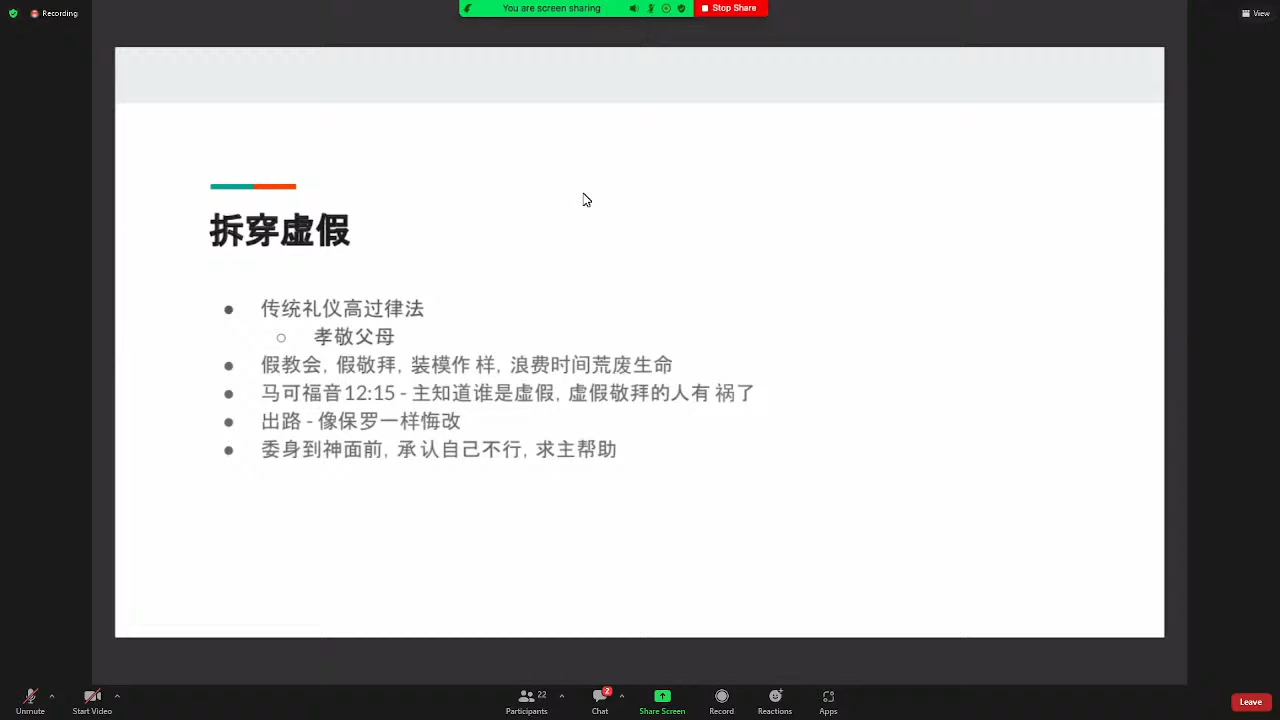 Recording
You are screen sharing
Stop Share
View
拆穿虚假
● 传统礼仪高过律法
○ 孝敬父母
● 假教会, 假敬拜, 装模作样, 浪费时间荒废生命
● 马可福音12:15 - 主知道谁是虚假, 虚假敬拜的人有祸了
● 出路 - 像保罗一样悔改
● 委身到神面前, 承认自己不行, 求主帮助
Unmute
Start Video
22
Participants
2
Chat
Share Screen
Record
Reactions
Apps
Leave